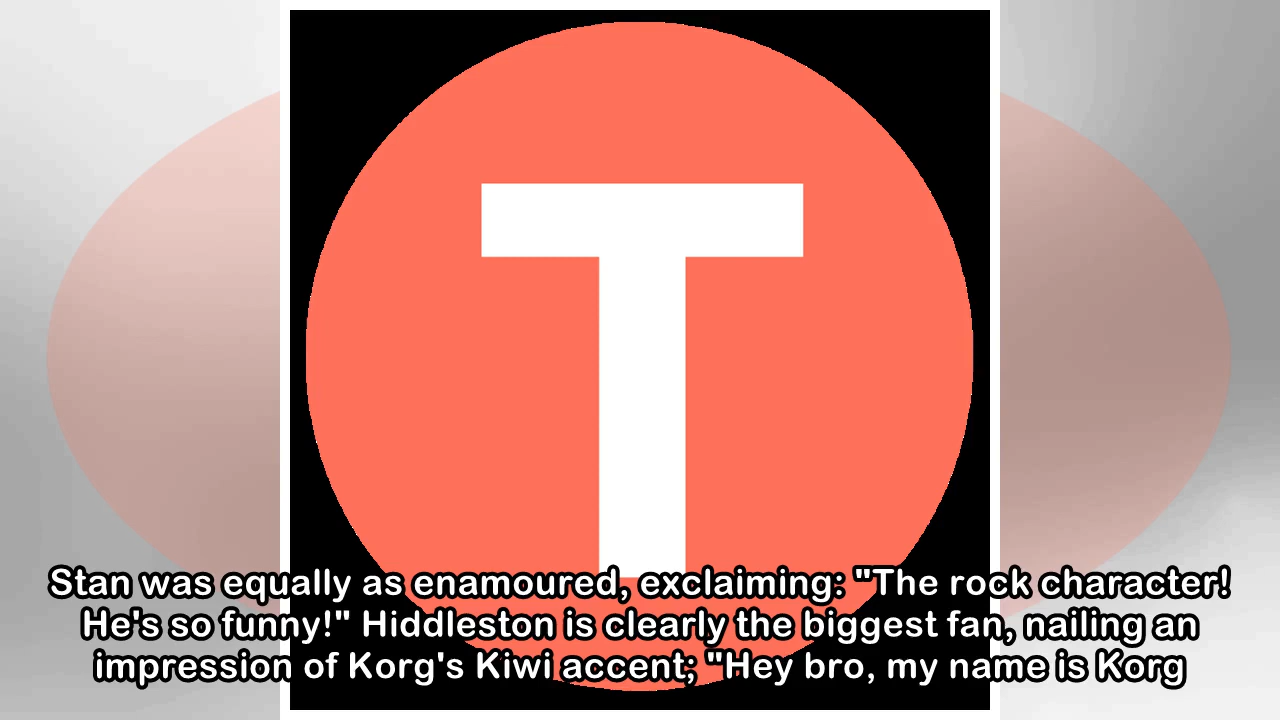 T
Stan was equally as enamoured, exclaiming: "The rock character!
He's so funny!" Hiddleston is clearly the biggest fan, nailing an
impression of Korg's Kiwi accent; "Hey bro, my name is Korg